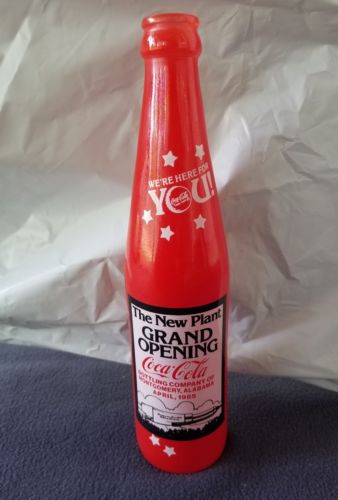 WE'RE HERE FOR
YOU!
Coca-Cola
The New Plant
GRAND
OPENING
Coca-Cola
BOTTLING COMPANY OF
MONTGOMERY, ALABAMA
APRIL, 1985